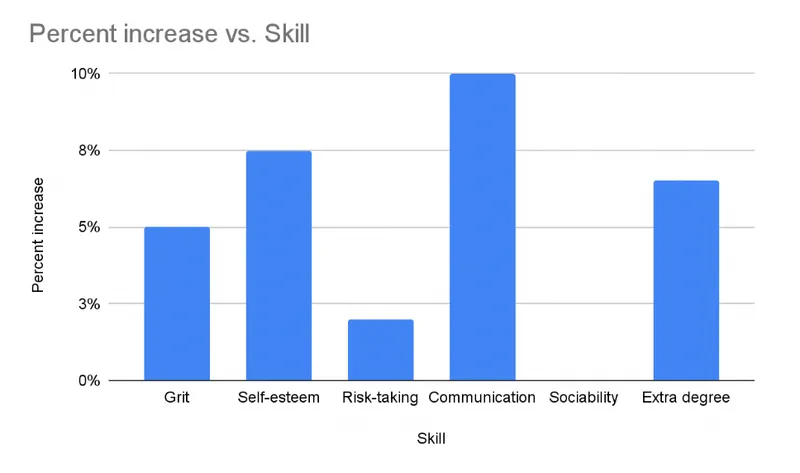 Percent increase vs. Skill
10%
8%
5%
3%
0%
Percent increase
Grit Self-esteem Risk-taking Communication Sociability Extra degree
Skill